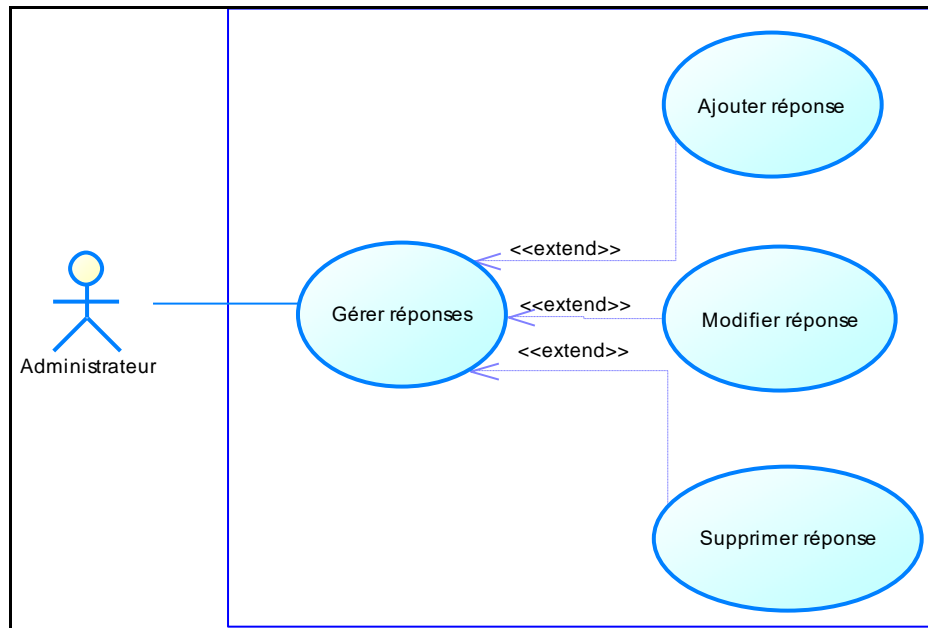 Ajouter réponse
<<extend>>
<<extend>>
Gérer réponses
Modifier réponse
<<extend>>
Administrateur
Supprimer réponse